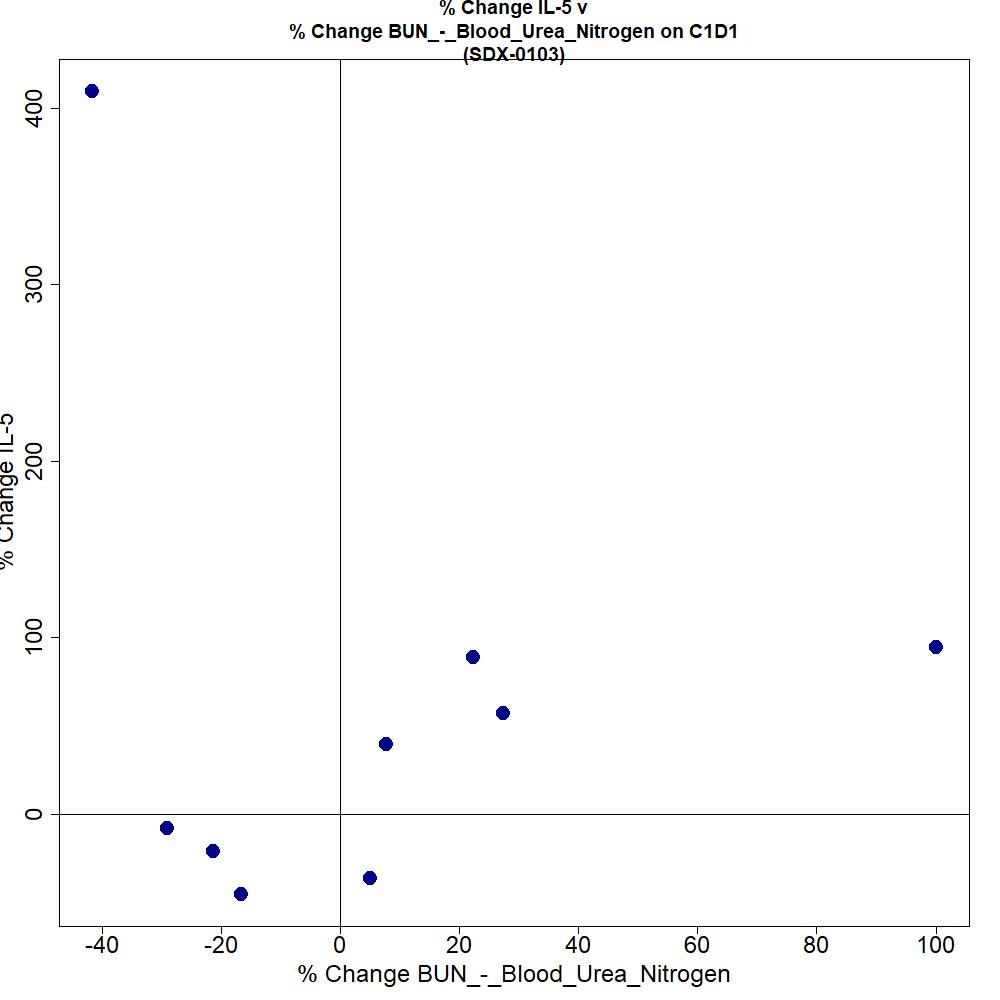 % Change IL-5 v
% Change BUN_-_Blood_Urea_Nitrogen on C1D1
(SDX-0103)
% Change IL-5
400
300
200
100
0
-40 -20 0 20 40 60 80 100
% Change BUN_-_Blood_Urea_Nitrogen